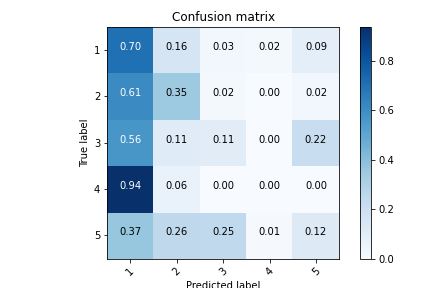 Confusion matrix
1 0.70 0.16 0.03 0.02 0.09
2 0.61 0.35 0.02 0.00 0.02
3 0.56 0.11 0.11 0.00 0.22
4 0.94 0.06 0.00 0.00 0.00
5 0.37 0.26 0.25 0.01 0.12
1 2 3 4 5
Predicted label
True label
0.8
0.6
0.4
0.2
0.0